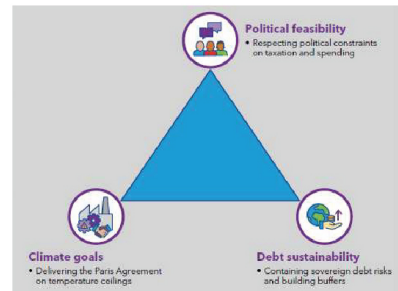 Political feasibility
• Respecting political constraints
on taxation and spending
Climate goals
• Delivering the Paris Agreement
on temperature ceilings
Debt sustainability
• Containing sovereign debt risks
and building buffers